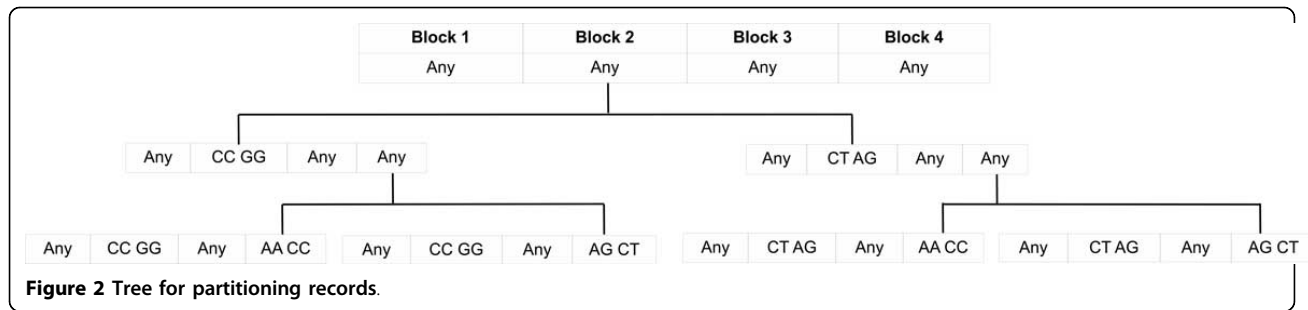 Block 1 Block 2 Block 3 Block 4
Any Any Any Any
Any CC GG Any Any Any CT AG Any Any
Any CC GG Any AA CC Any CC GG Any AG CT Any CT AG Any AA CC Any CT AG Any AG CT
Figure 2 Tree for partitioning records.